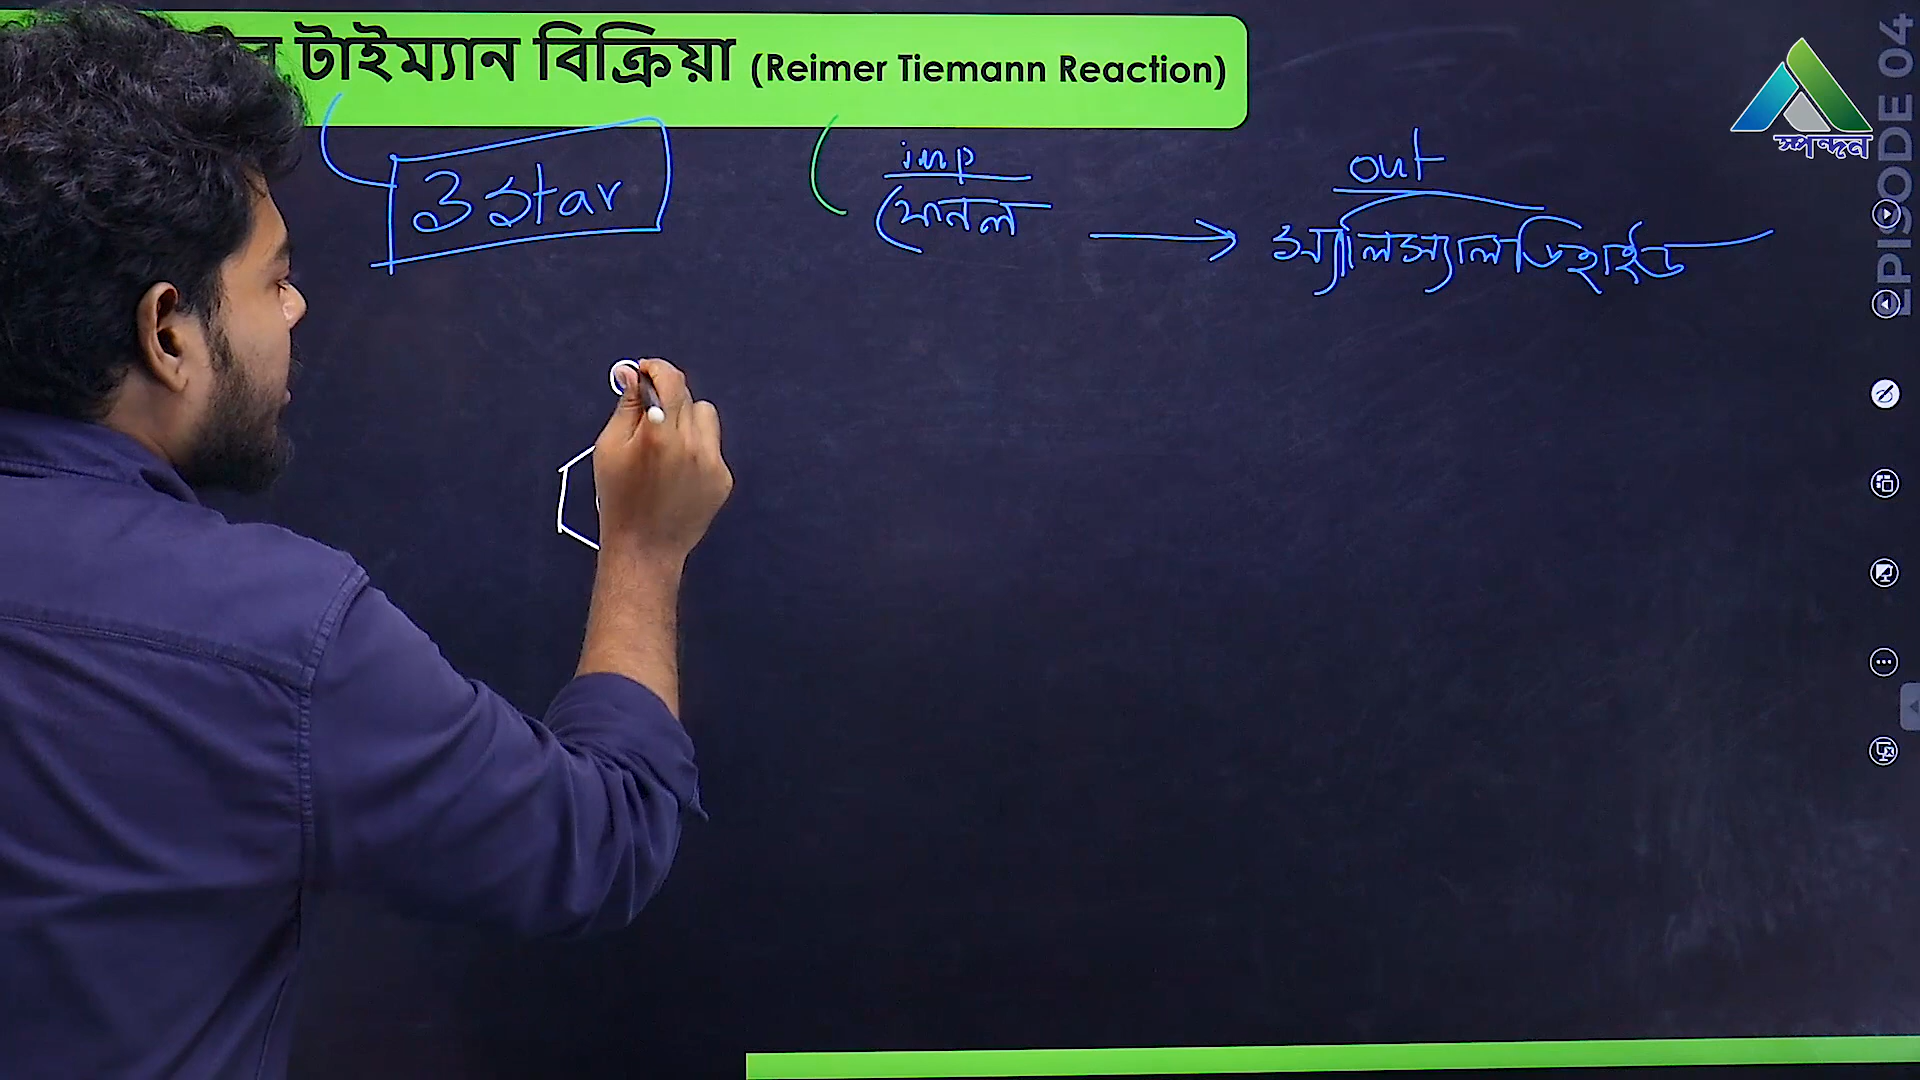 টাইম্যান বিক্রিয়া (Reimer Tiemann Reaction)
EPISODE 04
স্পন্দন
3 Star
inp
ফেনল
out
স্যালিস্যালডিহাইড